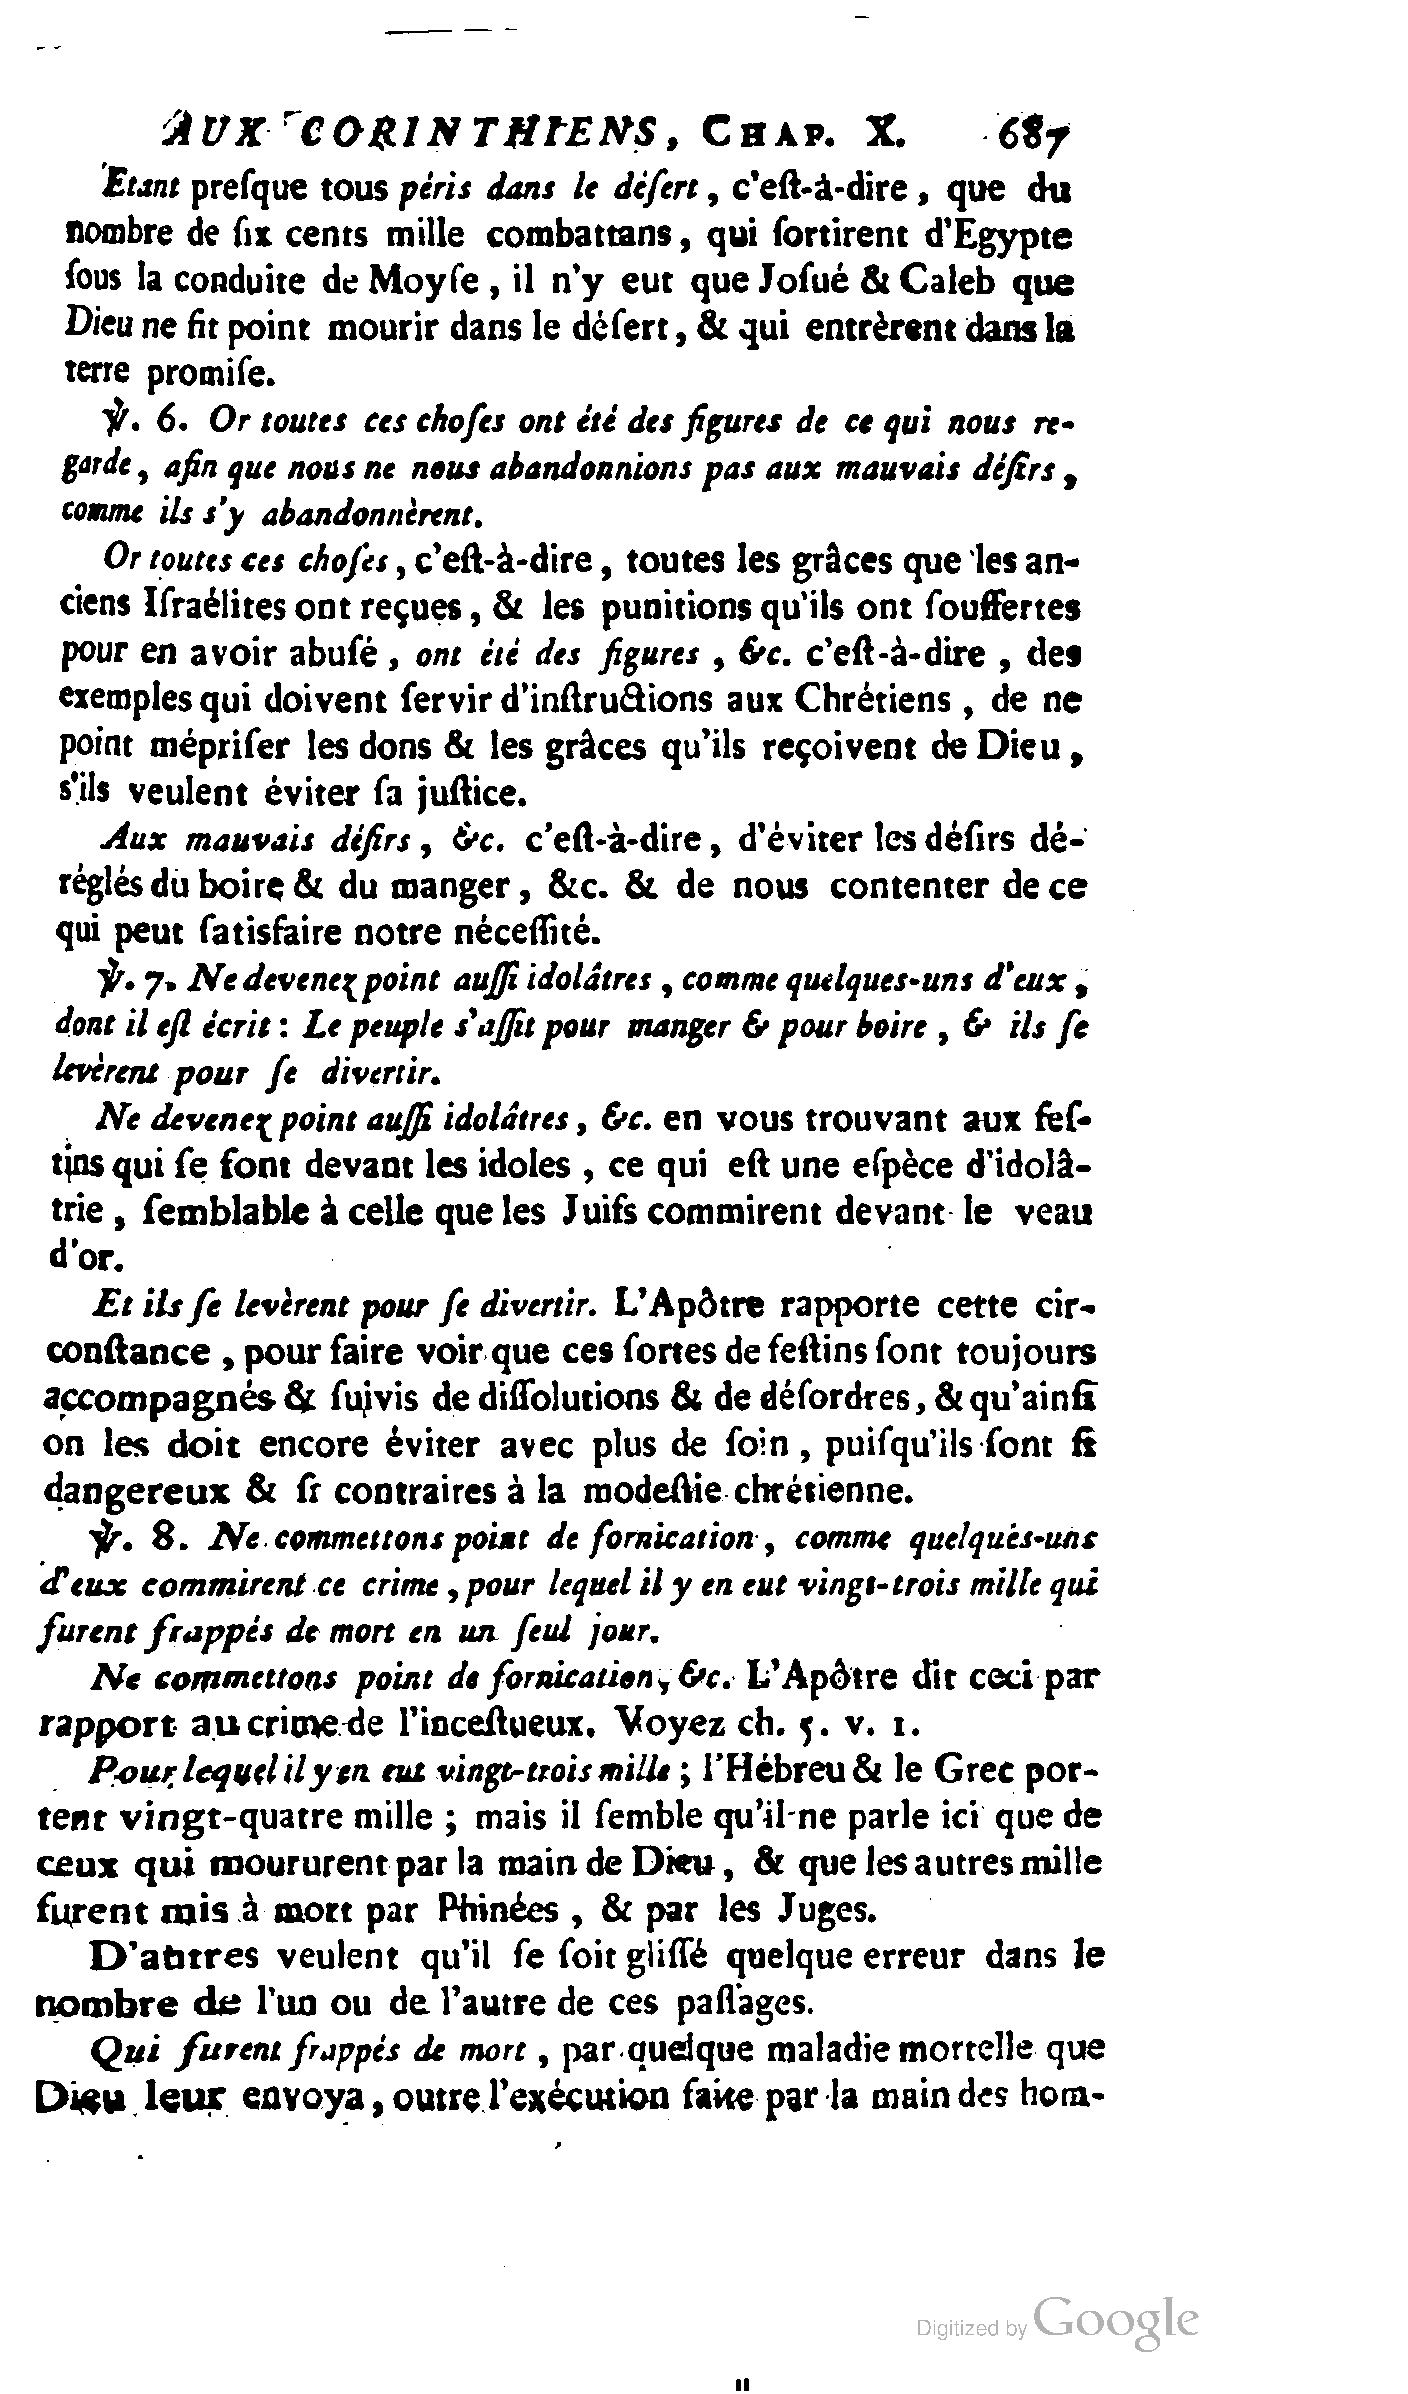 AUX CORINTHIENS, CHAP. X. 687
Etant preſque tous péris dans le déſert, c'eſt-à-dire, que du
nombre de ſix cents mille combattans, qui ſortirent d'Egypte
ſous la conduite de Moyſe, il n'y eut que Joſué & Caleb que
Dieu ne fit point mourir dans le déſert, & qui entrèrent dans la
terre promiſe.
℣. 6. Or toutes ces choſes ont été des figures de ce qui nous re-
garde, afin que nous ne nous abandonnions pas aux mauvais déſirs,
comme ils s'y abandonnèrent.
Or toutes ces choſes, c'eſt-à-dire, toutes les grâces que les an-
ciens Iſraélites ont reçues, & les punitions qu'ils ont ſouffertes
pour en avoir abuſé, ont été des figures, &c. c'eſt-à-dire, des
exemples qui doivent ſervir d'inſtructions aux Chrétiens, de ne
point mépriſer les dons & les grâces qu'ils reçoivent de Dieu,
s'ils veulent éviter ſa juſtice.
Aux mauvais déſirs, &c. c'eſt-à-dire, d'éviter les déſirs dé-
réglés du boire & du manger, &c. & de nous contenter de ce
qui peut ſatisfaire notre néceſſité.
℣. 7. Ne devenez point auſſi idolâtres, comme quelques-uns d'eux,
dont il eſt écrit : Le peuple s'aſſit pour manger & pour boire, & ils ſe
levèrent pour ſe divertir.
Ne devenez point auſſi idolâtres, &c. en vous trouvant aux feſ-
tins qui ſe font devant les idoles, ce qui eſt une eſpèce d'idolâ-
trie, ſemblable à celle que les Juifs commirent devant le veau
d'or.
Et ils ſe levèrent pour ſe divertir. L'Apôtre rapporte cette cir-
conſtance, pour faire voir que ces ſortes de feſtins ſont toujours
accompagnés & ſuivis de diſſolutions & de déſordres, & qu'ainſi
on les doit encore éviter avec plus de ſoin, puiſqu'ils ſont ſi
dangereux & ſi contraires à la modeſtie chrétienne.
℣. 8. Ne commettons point de fornication, comme quelques-uns
d'eux commirent ce crime, pour lequel il y en eut vingt-trois mille qui
furent frappés de mort en un ſeul jour.
Ne commettons point de fornication, &c. L'Apôtre dit ceci par
rapport au crime de l'inceſtueux. Voyez ch. 5. v. 1.
Pour lequel il y en eut vingt-trois mille ; l'Hébreu & le Grec por-
tent vingt-quatre mille ; mais il ſemble qu'il ne parle ici que de
ceux qui moururent par la main de Dieu, & que les autres mille
furent mis à mort par Phinées, & par les Juges.
D'autres veulent qu'il ſe ſoit gliſſé quelque erreur dans le
nombre de l'un ou de l'autre de ces paſſages.
Qui furent frappés de mort, par quelque maladie mortelle que
Dieu leur envoya, outre l'exécution faite par la main des hom-
Digitized by Google